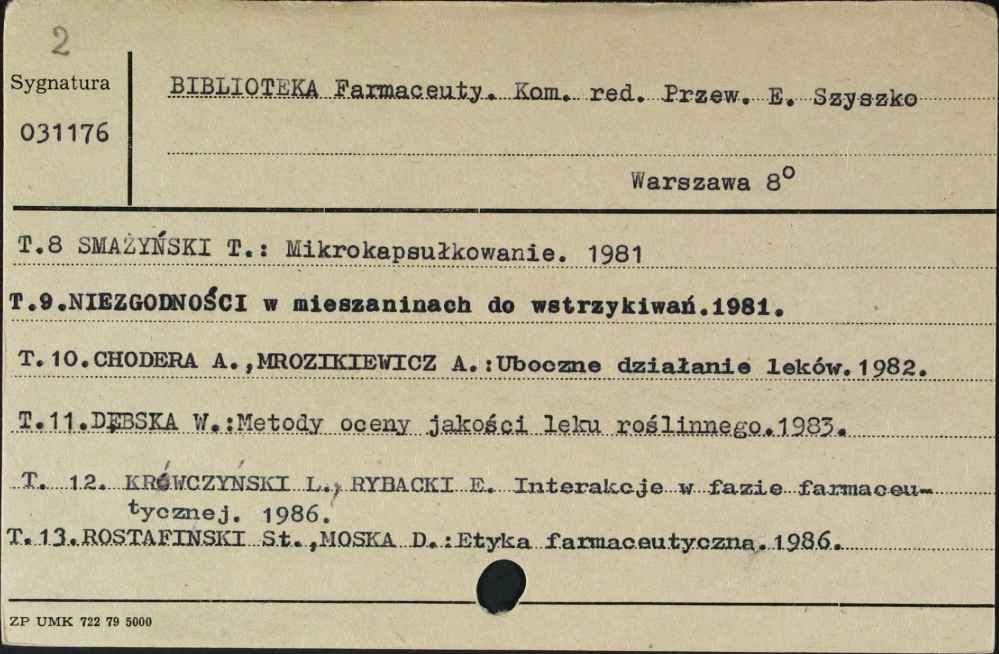 2
Sygnatura
031176
BIBLIOTEKA Farmaceuty. Kom. red. Przew. E. Szyszko
Warszawa 8°
T.8 SMAŻYŃSKI T.: Mikrokapsułkowanie. 1981
T.9.NIEZGODNOŚCI w mieszaninach do wstrzykiwań.1981.
T.10.CHODERA A.,MROZIKIEWICZ A.:Uboczne działanie leków.1982.
T.11.DĘBSKA W.:Metody oceny jakości leku roślinnego.1983.
T. 12. KRÓWCZYŃSKI L., RYBACKI E. Interakcje w fazie farmaceu-
tycznej. 1986.
T.13.ROSTAFIŃSKI St.,MOSKA D.:Etyka farmaceutyczna.1986.
ZP UMK 722 79 5000